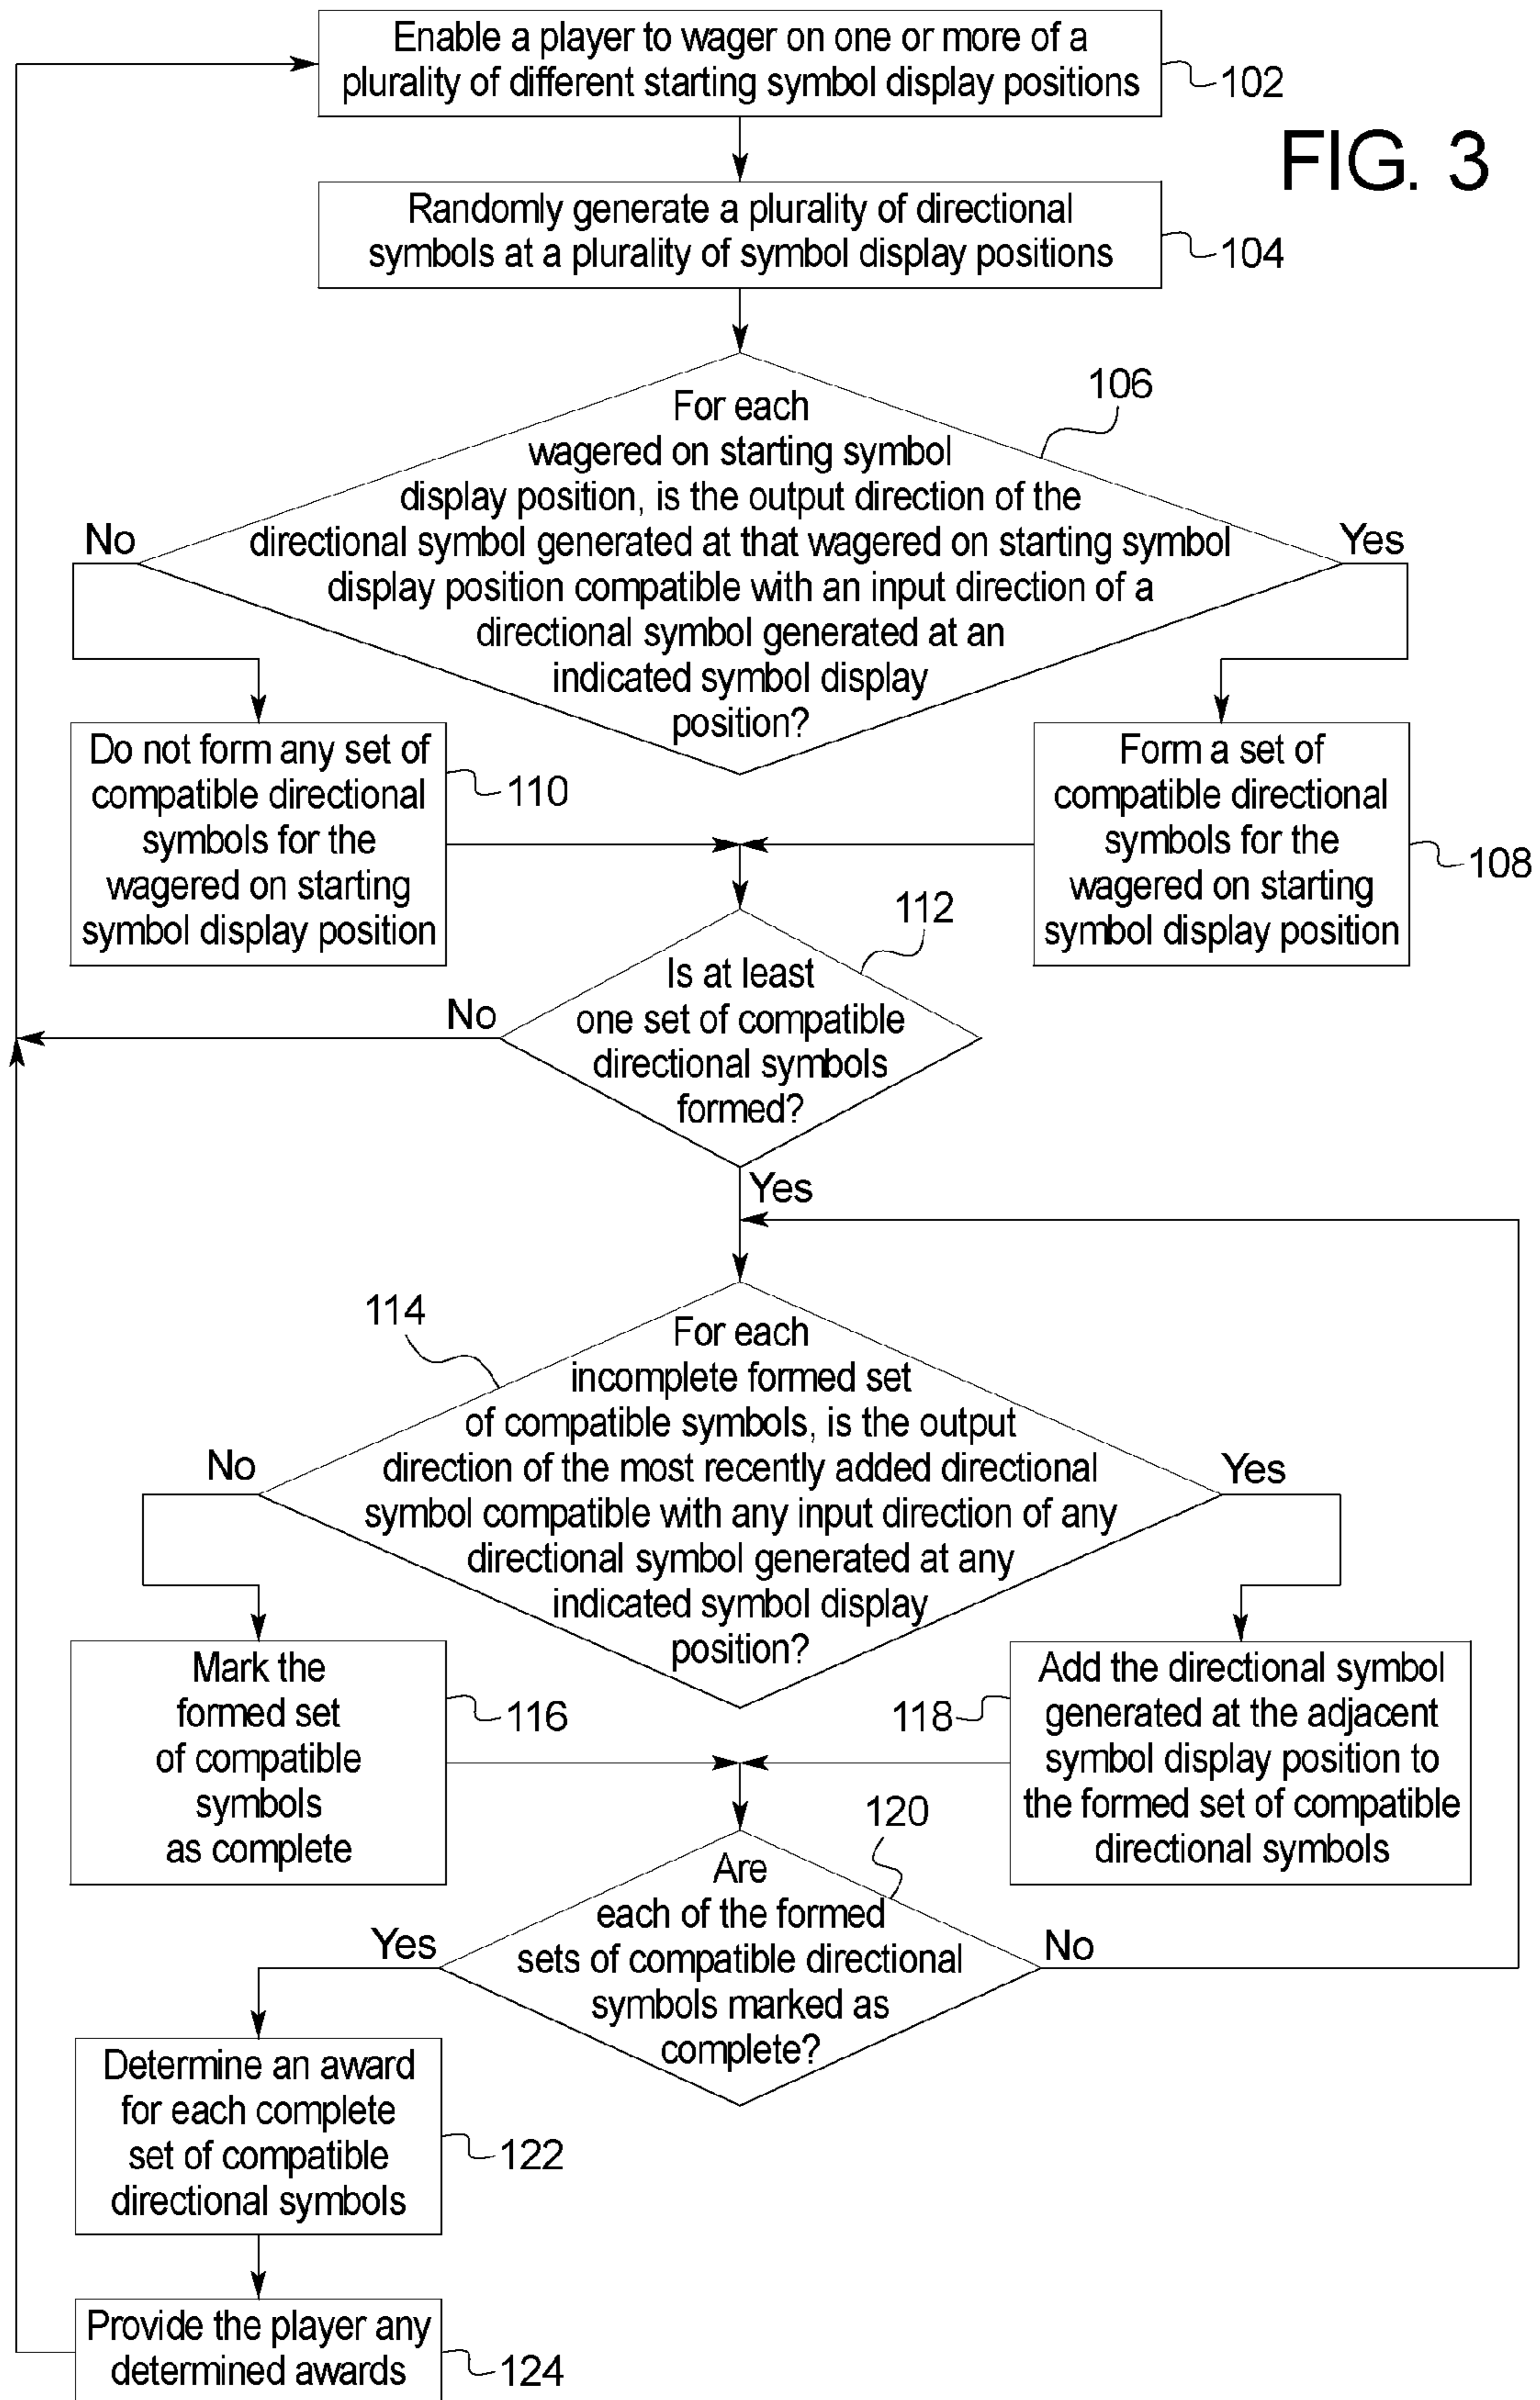 Enable a player to wager on one or more of a
plurality of different starting symbol display positions
102
FIG. 3
Randomly generate a plurality of directional
symbols at a plurality of symbol display positions
104
106
For each
wagered on starting symbol
display position, is the output direction of the
directional symbol generated at that wagered on starting symbol
display position compatible with an input direction of a
directional symbol generated at an
indicated symbol display
position?
No
Yes
Do not form any set of
compatible directional
symbols for the
wagered on starting
symbol display position
110
Form a set of
compatible directional
symbols for the
wagered on starting
symbol display position
108
112
Is at least
one set of compatible
directional symbols
formed?
No
Yes
114
For each
incomplete formed set
of compatible symbols, is the output
direction of the most recently added directional
symbol compatible with any input direction of any
directional symbol generated at any
indicated symbol display
position?
No
Yes
Mark the
formed set
of compatible
symbols
as complete
116
118
Add the directional symbol
generated at the adjacent
symbol display position to
the formed set of compatible
directional symbols
120
Are
each of the formed
sets of compatible directional
symbols marked as
complete?
Yes
No
Determine an award
for each complete
set of compatible
directional symbols
122
Provide the player any
determined awards
124